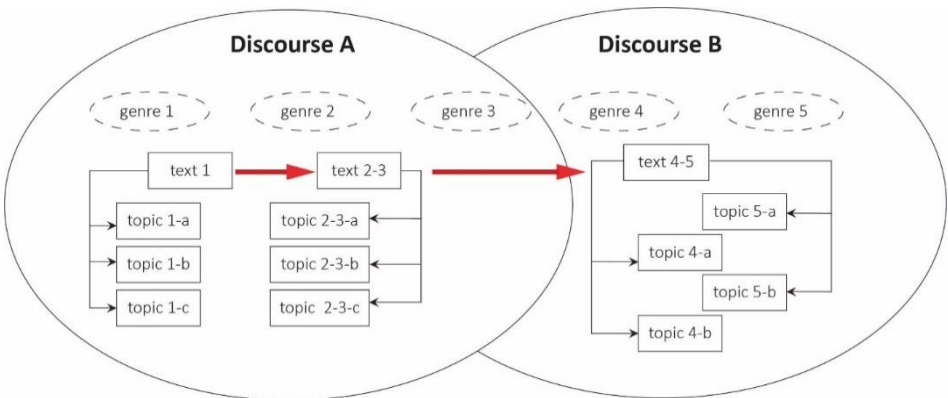 Discourse A
Discourse B
genre 1
genre 2
genre 3
genre 4
genre 5
text 1
text 2-3
text 4-5
topic 1-a
topic 1-b
topic 1-c
topic 2-3-a
topic 2-3-b
topic 2-3-c
topic 5-a
topic 4-a
topic 5-b
topic 4-b